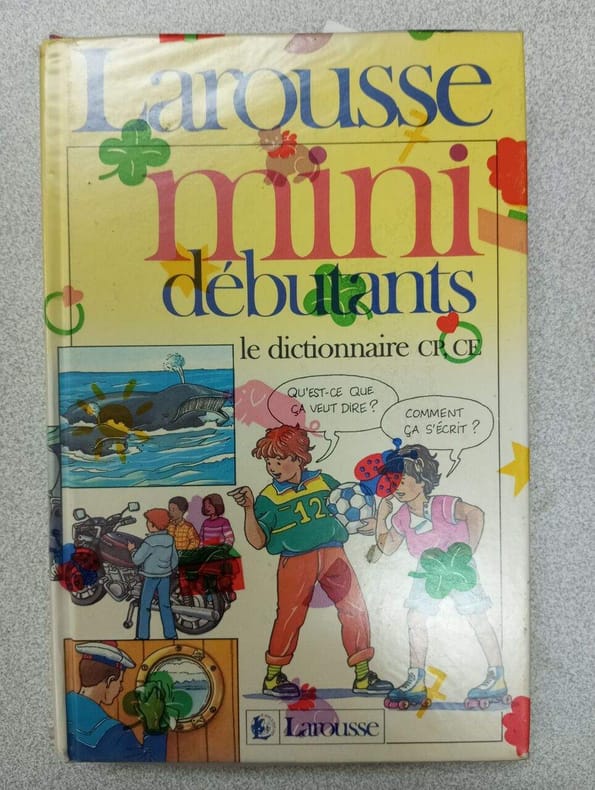 Larousse
mini
débutants
le dictionnaire CP, CE
QU'EST-CE QUE
ÇA VEUT DIRE ?
COMMENT
ÇA S'ÉCRIT ?
12
Larousse